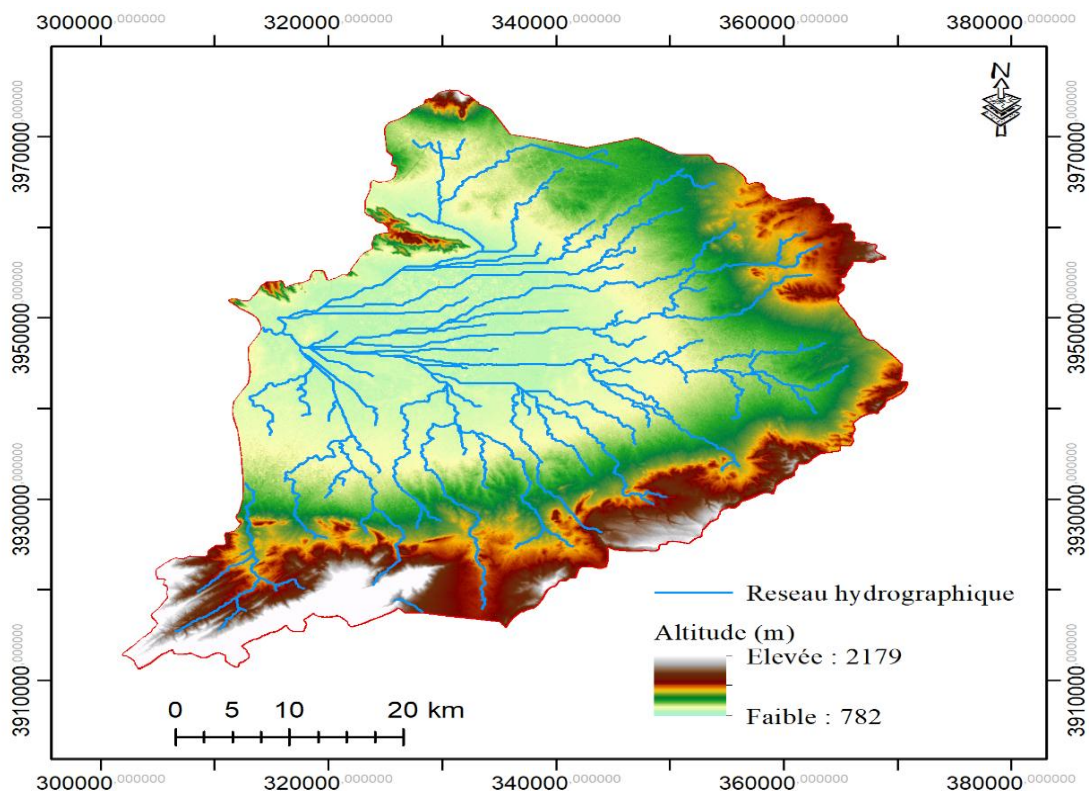 300000,000000 320000,000000 340000,000000 360000,000000 380000,000000
N
3970000,000000 3970000,000000
3950000,000000 3950000,000000
3930000,000000 3930000,000000
Reseau hydrographique
Altitude (m)
Elevée : 2179
Faible : 782
3910000,000000 3910000,000000
0 5 10 20 km
300000,000000 320000,000000 340000,000000 360000,000000 380000,000000